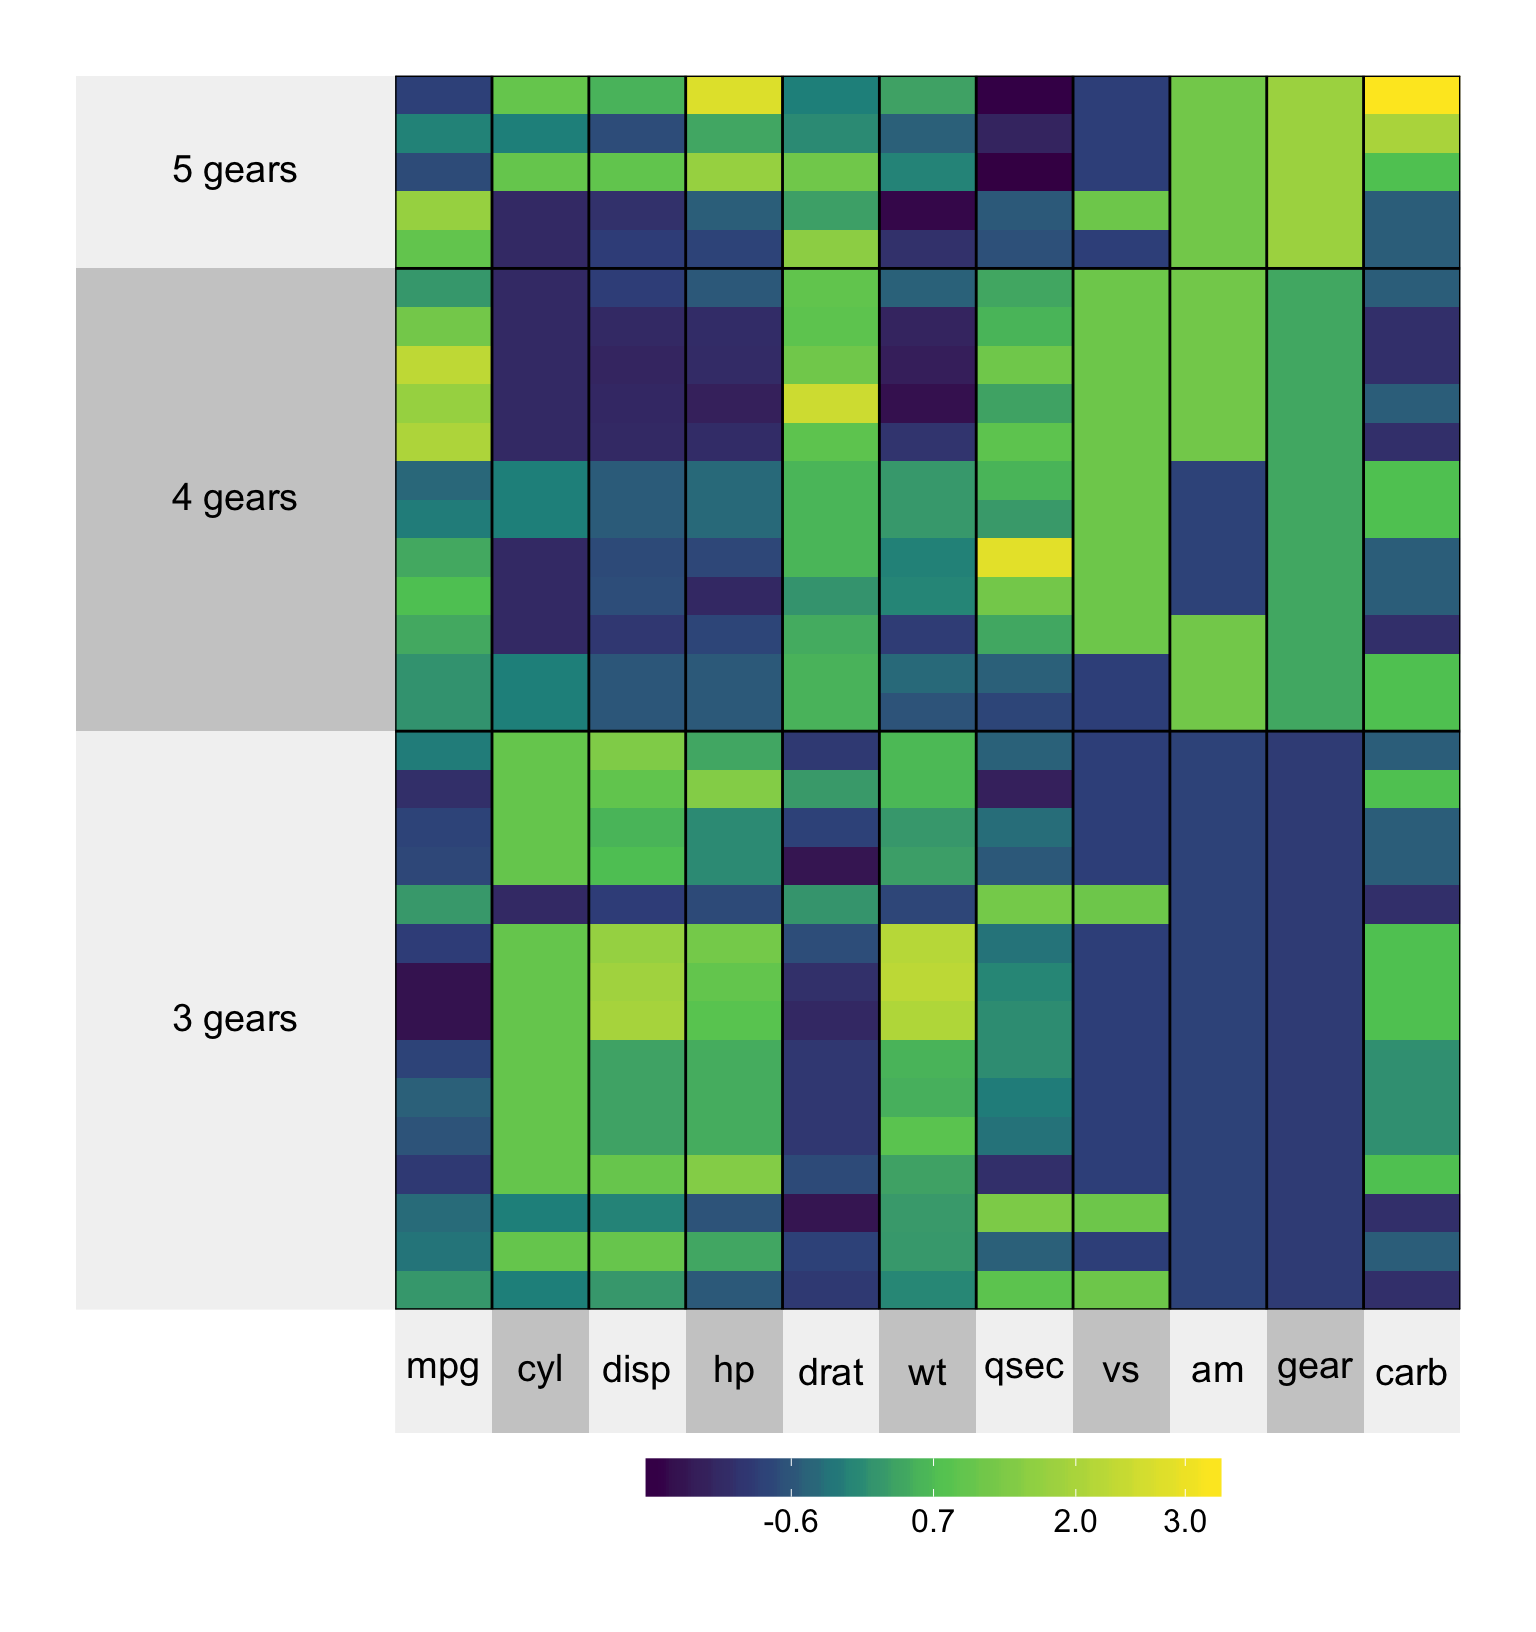 5 gears
4 gears
3 gears
mpg cyl disp hp drat wt qsec vs am gear carb
-0.6 0.7 2.0 3.0